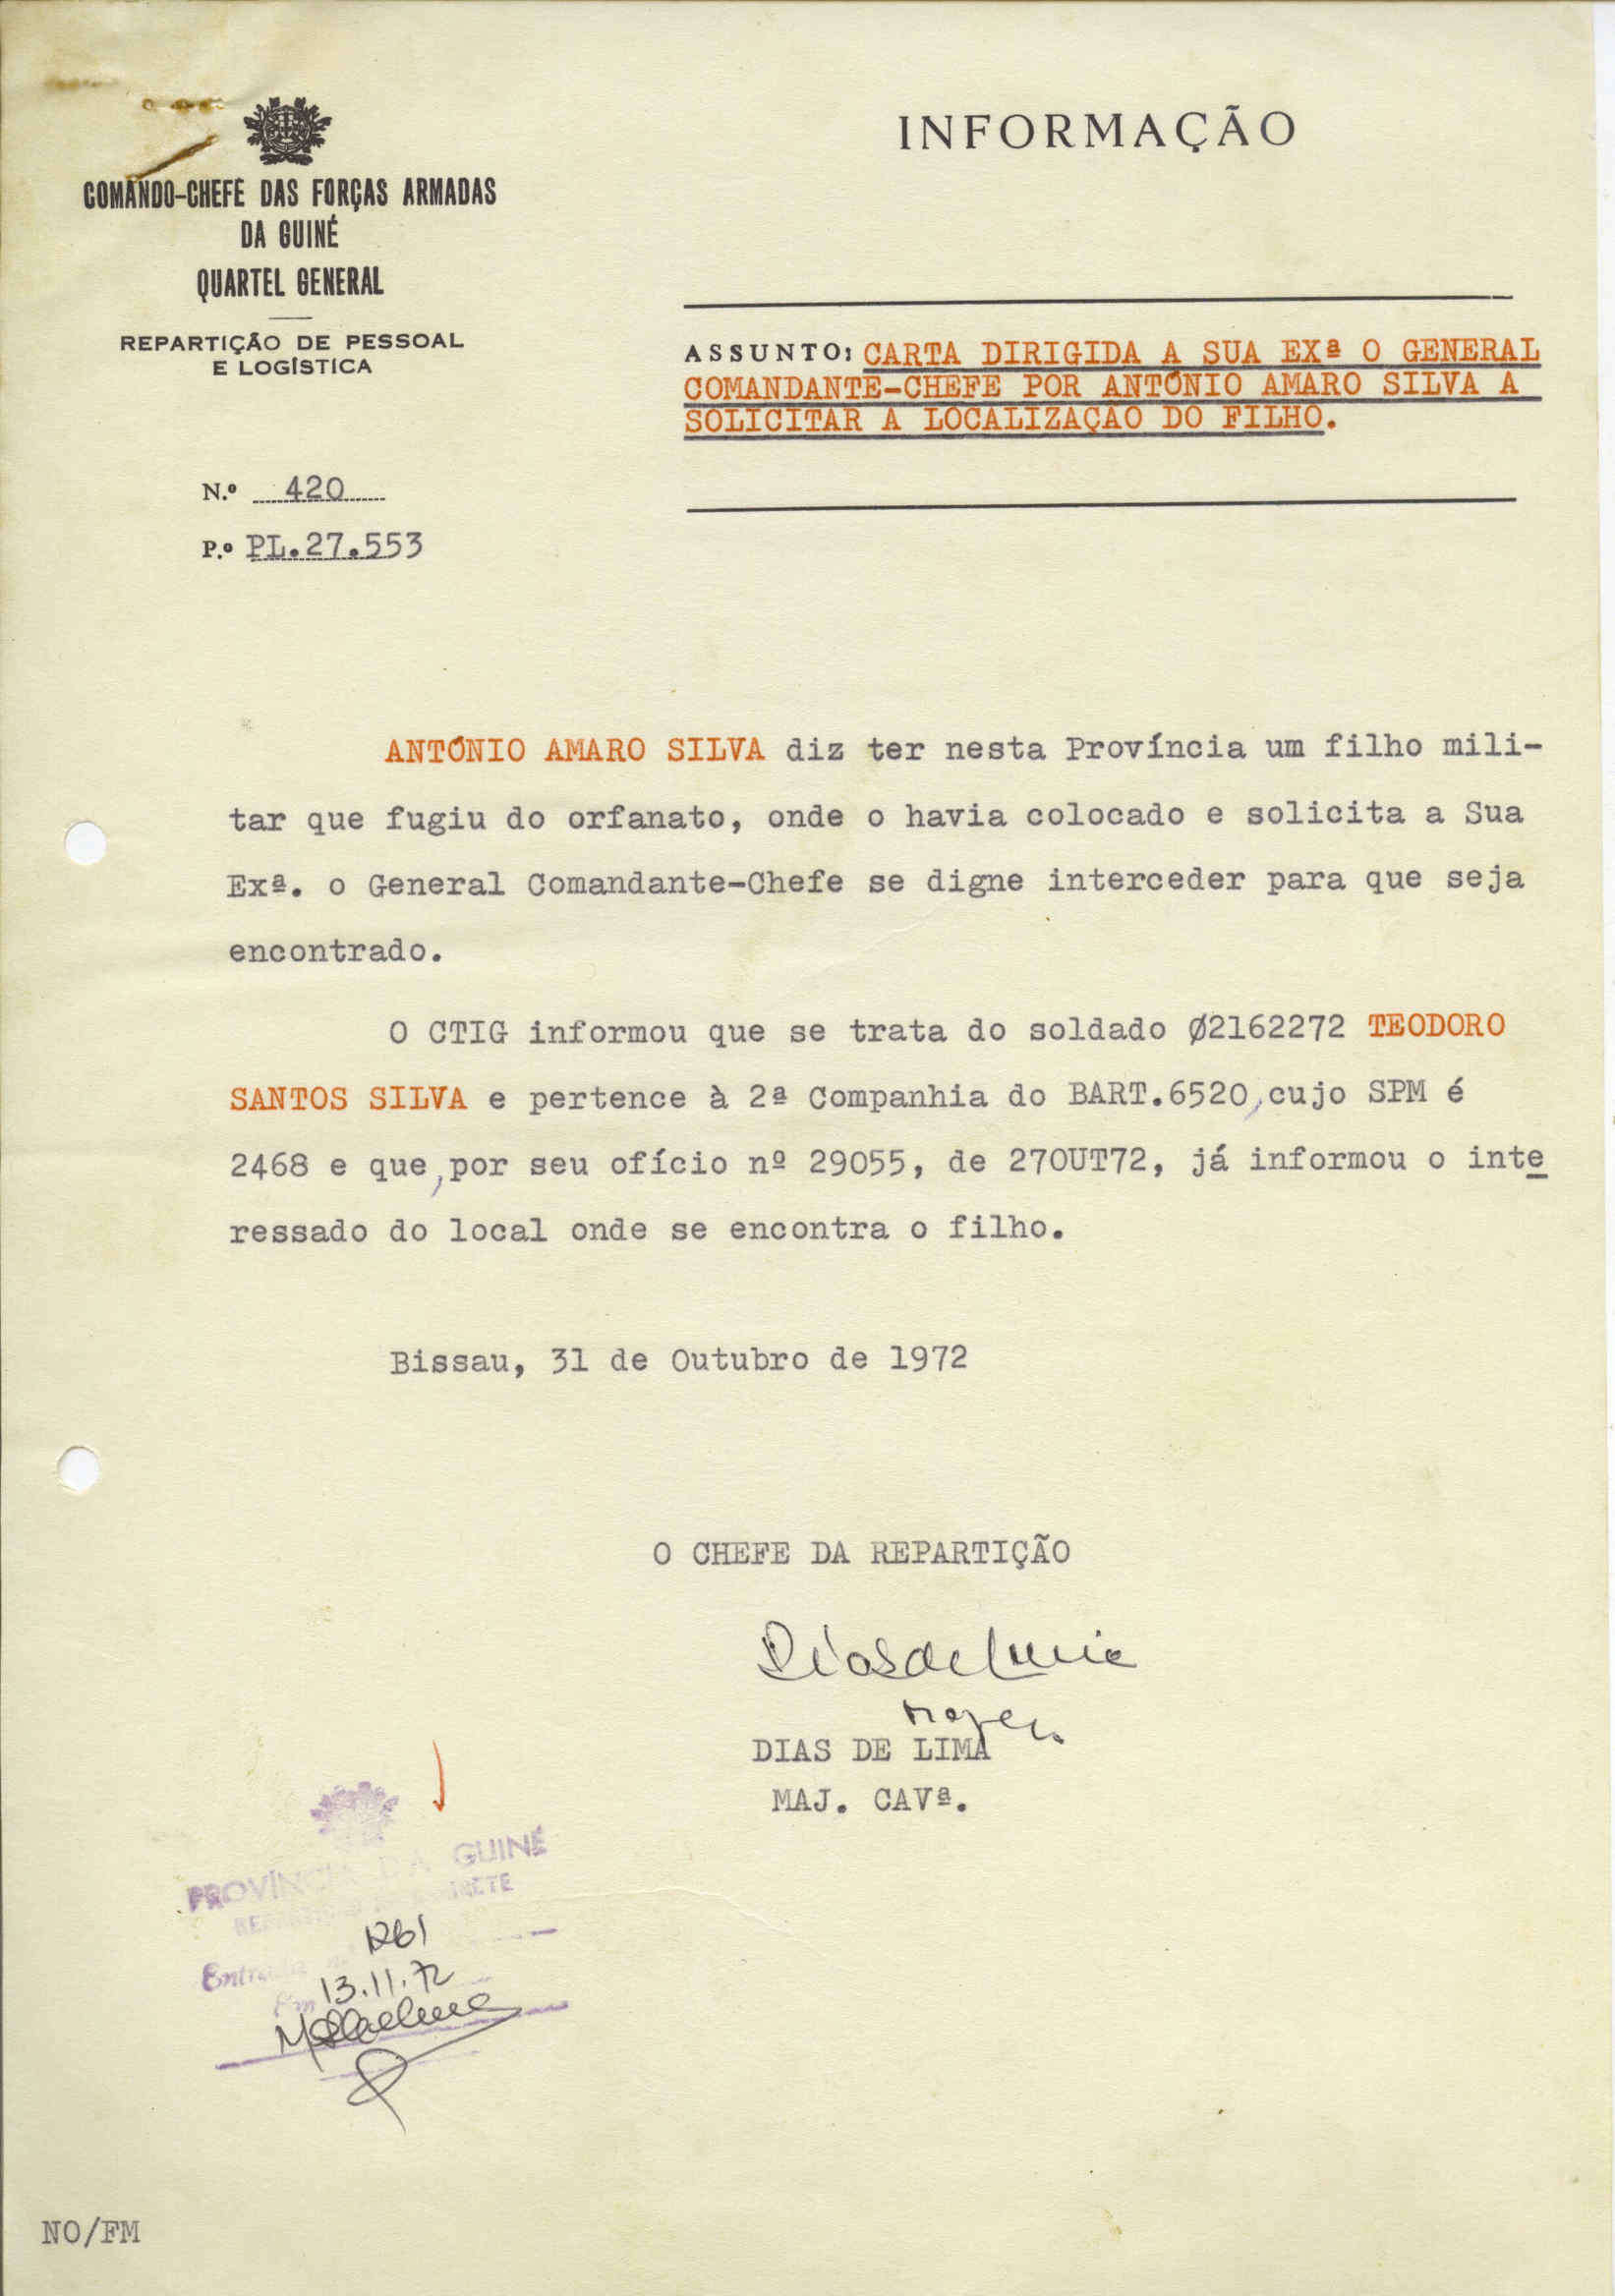 COMANDO-CHEFE DAS FORÇAS ARMADAS
DA GUINÉ
QUARTEL GENERAL
REPARTIÇÃO DE PESSOAL
E LOGÍSTICA
N.º 420
P.º PL.27.553
INFORMAÇÃO
ASSUNTO: CARTA DIRIGIDA A SUA EXª O GENERAL
COMANDANTE-CHEFE POR ANTÓNIO AMARO SILVA A
SOLICITAR A LOCALIZAÇÃO DO FILHO.
ANTÓNIO AMARO SILVA diz ter nesta Província um filho mili-
tar que fugiu do orfanato, onde o havia colocado e solicita a Sua
Exª. o General Comandante-Chefe se digne interceder para que seja
encontrado.
O CTIG informou que se trata do soldado Ø2162272 TEODORO
SANTOS SILVA e pertence à 2ª Companhia do BART.6520, cujo SPM é
2468 e que, por seu ofício nº 29055, de 27OUT72, já informou o inte
ressado do local onde se encontra o filho.
Bissau, 31 de Outubro de 1972
O CHEFE DA REPARTIÇÃO
Dias de Lima
DIAS DE LIMA
MAJ. CAVª.
PROVÍNCIA DA GUINÉ
Entrada
1261
Em 13.11.72
NO/FM